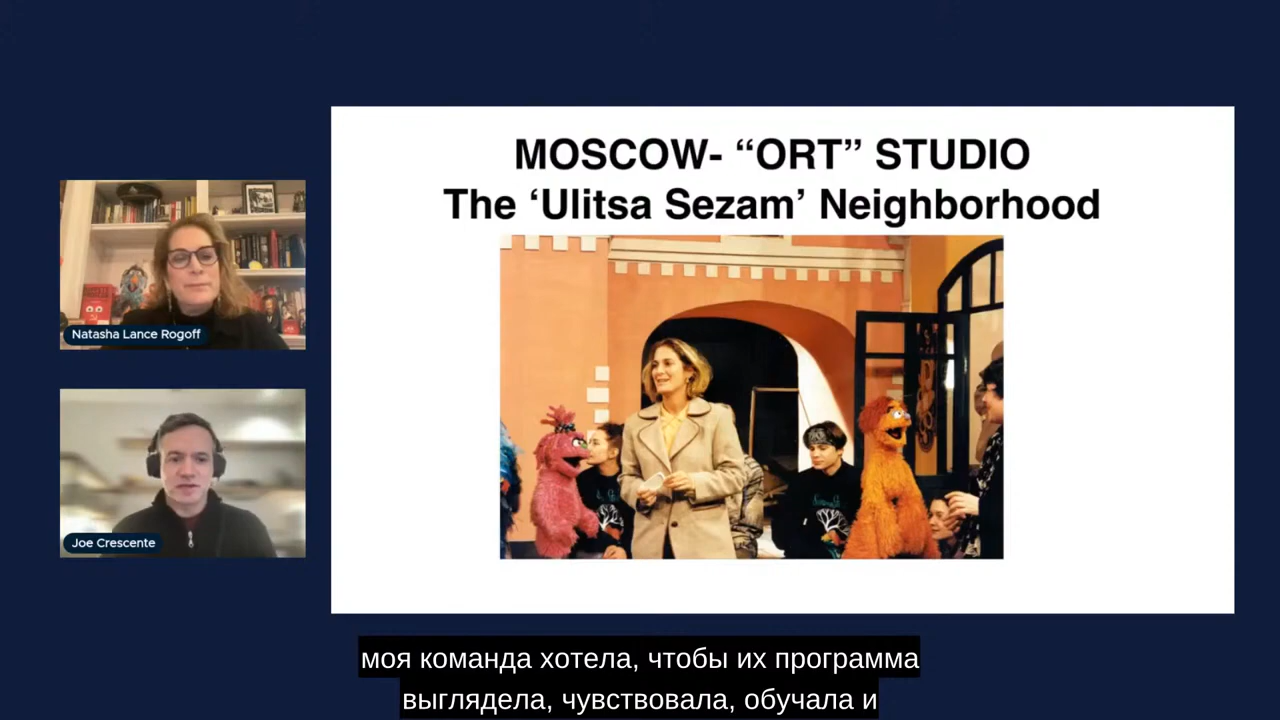 MOSCOW- “ORT” STUDIO
The ‘Ulitsa Sezam’ Neighborhood
Natasha Lance Rogoff
Joe Crescente
моя команда хотела, чтобы их программа
выглядела, чувствовала, обучала и